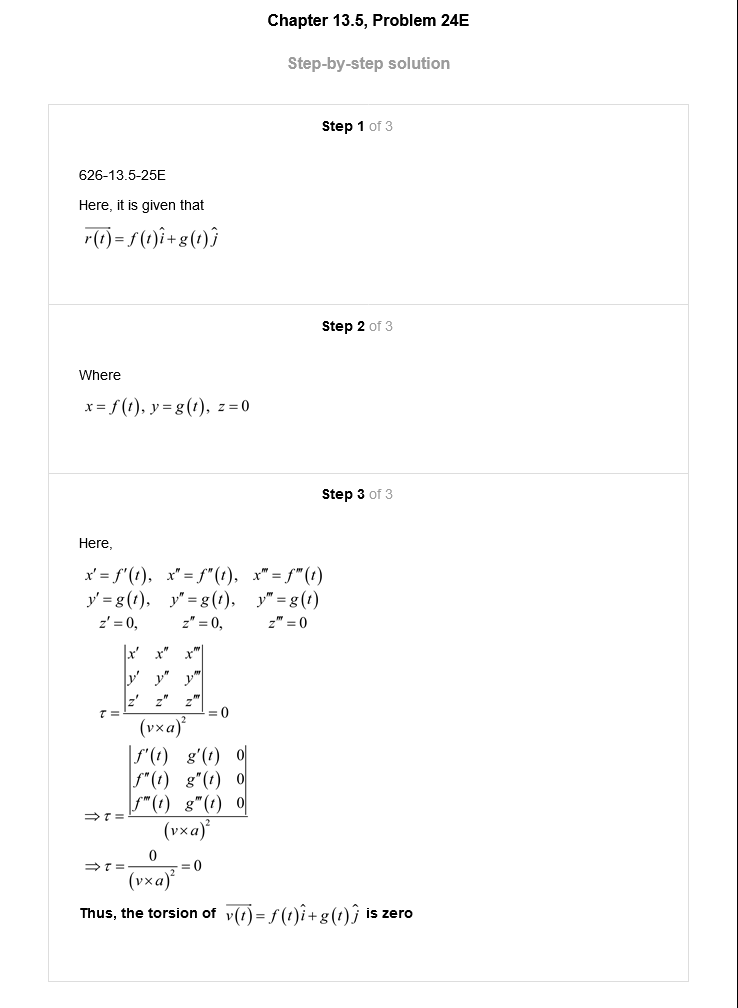 Chapter 13.5, Problem 24E
Step-by-step solution
Step 1 of 3
626-13.5-25E
Here, it is given that
$\overrightarrow{r(t)} = f(t)\hat{i} + g(t)\hat{j}$
Step 2 of 3
Where
$x = f(t), y = g(t), z = 0$
Step 3 of 3
Here,
$x' = f'(t), \quad x'' = f''(t), \quad x''' = f'''(t)$
$y' = g(t), \quad y'' = g(t), \quad y''' = g(t)$
$z' = 0, \quad z'' = 0, \quad z''' = 0$
$\tau = \frac{\begin{vmatrix} x' & x'' & x''' \\ y' & y'' & y''' \\ z' & z'' & z''' \end{vmatrix}}{(v \times a)^2} = 0$
$\Rightarrow \tau = \frac{\begin{vmatrix} f'(t) & g'(t) & 0 \\ f''(t) & g''(t) & 0 \\ f'''(t) & g'''(t) & 0 \end{vmatrix}}{(v \times a)^2}$
$\Rightarrow \tau = \frac{0}{(v \times a)^2} = 0$
Thus, the torsion of $\overrightarrow{v(t)} = f(t)\hat{i} + g(t)\hat{j}$ is zero